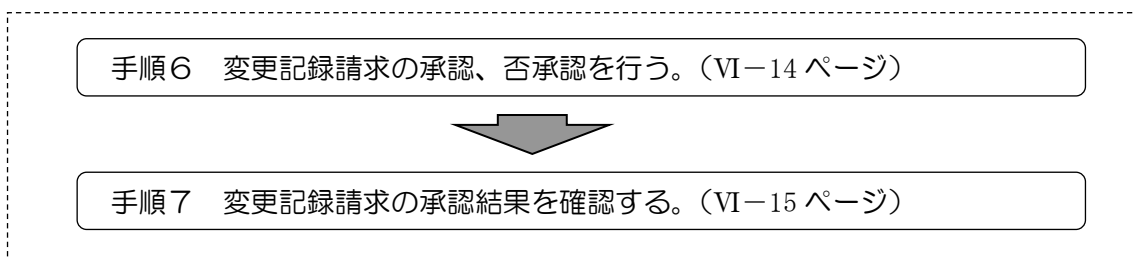 手順６　変更記録請求の承認、否承認を行う。（Ⅵ－14 ページ）
手順７　変更記録請求の承認結果を確認する。（Ⅵ－15 ページ）